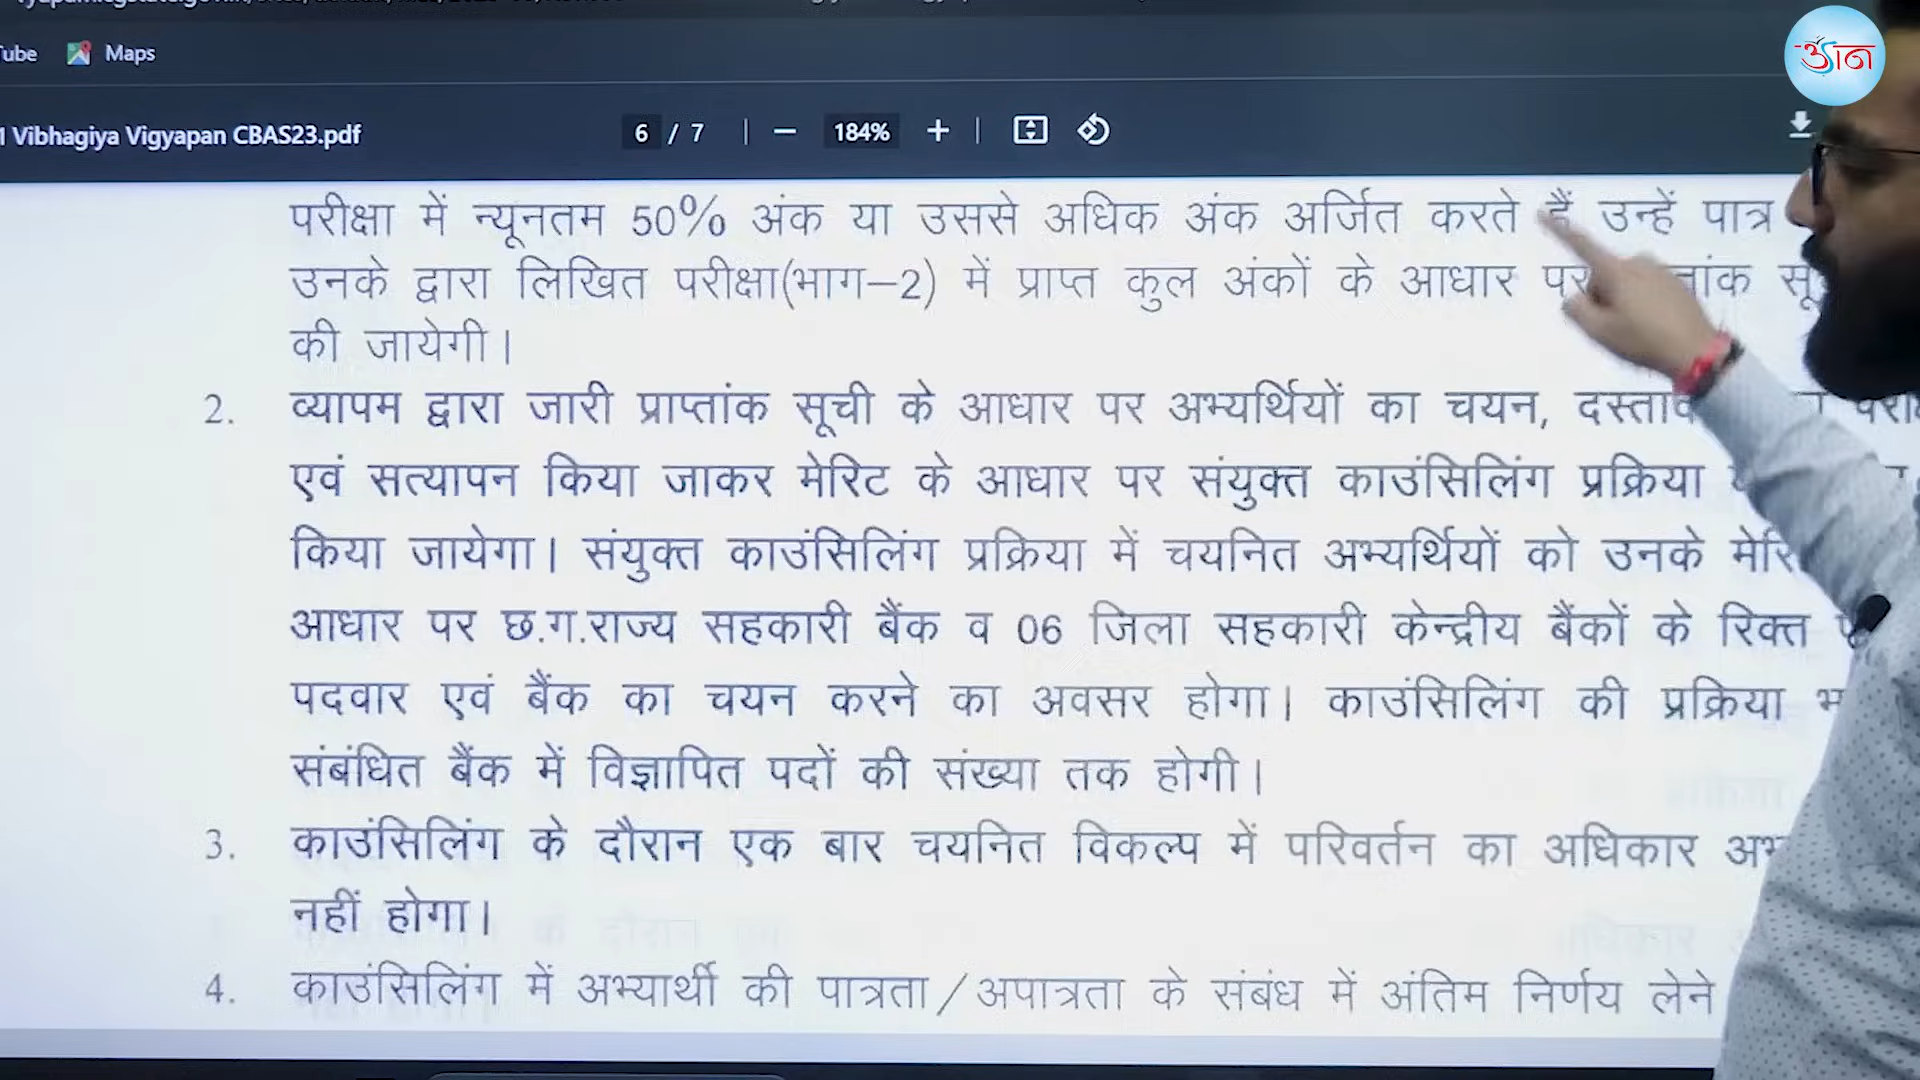 Tube Maps
Vibhagiya Vigyapan CBAS23.pdf 6 / 7 184%
आन
परीक्षा में न्यूनतम 50% अंक या उससे अधिक अंक अर्जित करते हैं उन्हें पात्र
उनके द्वारा लिखित परीक्षा(भाग–2) में प्राप्त कुल अंकों के आधार पर
की जायेगी।
2. व्यापम द्वारा जारी प्राप्तांक सूची के आधार पर अभ्यर्थियों का चयन,
एवं सत्यापन किया जाकर मेरिट के आधार पर संयुक्त काउंसिलिंग प्रक्रिया
किया जायेगा। संयुक्त काउंसिलिंग प्रक्रिया में चयनित अभ्यर्थियों को उनके
आधार पर छ.ग.राज्य सहकारी बैंक व 06 जिला सहकारी केन्द्रीय बैंकों के रिक्त
पदवार एवं बैंक का चयन करने का अवसर होगा। काउंसिलिंग की प्रक्रिया
संबंधित बैंक में विज्ञापित पदों की संख्या तक होगी।
3. काउंसिलिंग के दौरान एक बार चयनित विकल्प में परिवर्तन का अधिकार
नहीं होगा।
4. काउंसिलिंग में अभ्यार्थी की पात्रता/अपात्रता के संबंध में अंतिम निर्णय लेने